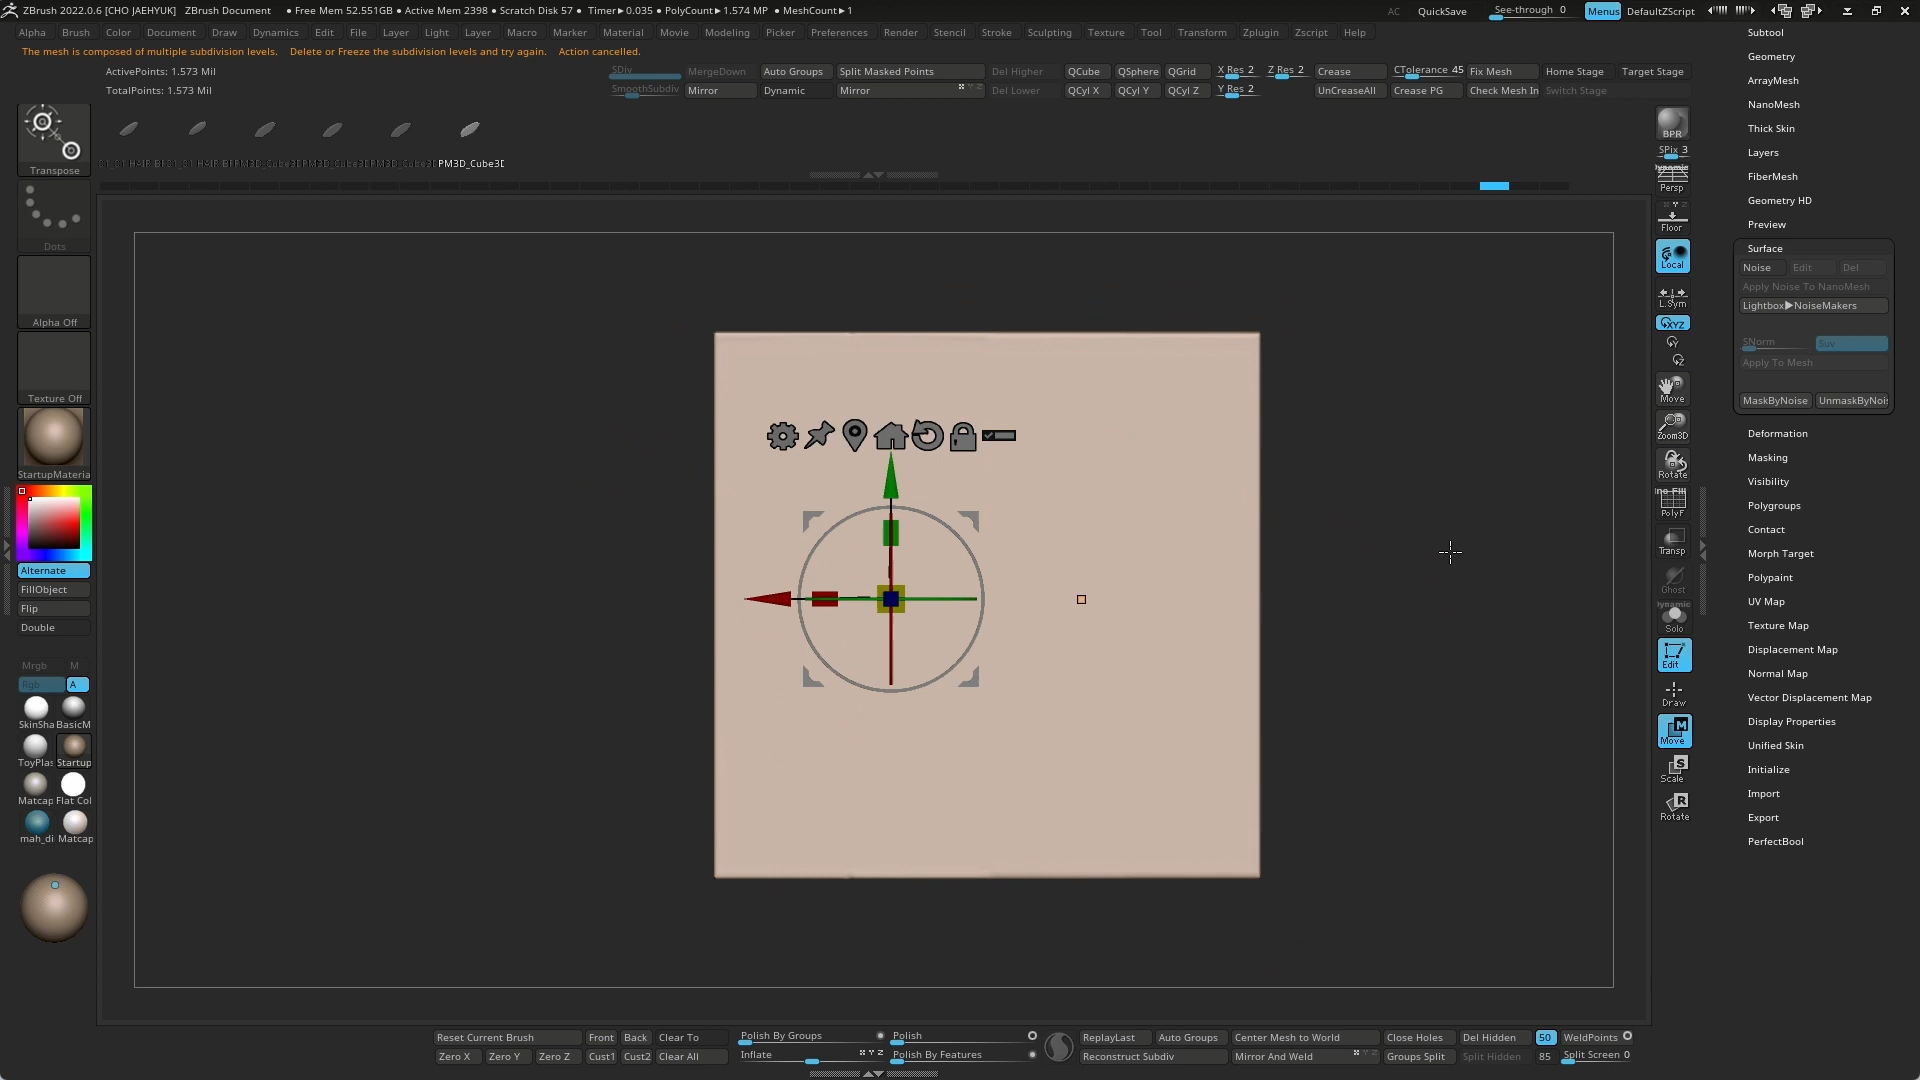 ZBrush 2022.0.6 [CHO JAEHYUK] ZBrush Document • Free Mem 52.551GB • Active Mem 2398 • Scratch Disk 57 • Timer▶0.035 • PolyCount▶1.574 MP • MeshCount▶1 AC QuickSave See-through 0 Menus DefaultZScript
Alpha Brush Color Document Draw Dynamics Edit File Layer Light Layer Macro Marker Material Movie Modeling Picker Preferences Render Stencil Stroke Sculpting Texture Tool Transform Zplugin Zscript Help
The mesh is composed of multiple subdivision levels. Delete or Freeze the subdivision levels and try again. Action cancelled.
ActivePoints: 1.573 Mil
TotalPoints: 1.573 Mil
SDiv MergeDown Auto Groups Split Masked Points Del Higher QCube QSphere QGrid X Res 2 Z Res 2 Crease CTolerance 45 Fix Mesh Home Stage Target Stage
SmoothSubdiv Mirror Dynamic Mirror Del Lower QCyl X QCyl Y QCyl Z Y Res 2 UnCreaseAll Crease PG Check Mesh In Switch Stage
PM3D_Cube3D
Transpose
Dots
Alpha Off
Texture Off
StartupMateria
Alternate
FillObject
Flip
Double
Mrgb M
Rgb A
SkinSha BasicM
ToyPlas Startup
Matcap Flat Col
mah_di Matcap
BPR
SPix 3
Dynamic
Persp
Floor
Local
L.Sym
XYZ
Y
Z
Move
Zoom3D
Rotate
ine Fill
PolyF
Transp
Ghost
Dynamic
Solo
Edit
Draw
Move
Scale
Rotate
Subtool
Geometry
ArrayMesh
NanoMesh
Thick Skin
Layers
FiberMesh
Geometry HD
Preview
Surface
Noise Edit Del
Apply Noise To NanoMesh
Lightbox▶NoiseMakers
SNorm Suv
Apply To Mesh
MaskByNoise UnmaskByNoi
Deformation
Masking
Visibility
Polygroups
Contact
Morph Target
Polypaint
UV Map
Texture Map
Displacement Map
Normal Map
Vector Displacement Map
Display Properties
Unified Skin
Initialize
Import
Export
PerfectBool
Reset Current Brush Front Back Clear To Polish By Groups Polish ReplayLast Auto Groups Center Mesh to World Close Holes Del Hidden 50 WeldPoints
Zero X Zero Y Zero Z Cust1 Cust2 Clear All Inflate X Y Z Polish By Features Reconstruct Subdiv Mirror And Weld Groups Split Split Hidden 85 Split Screen 0